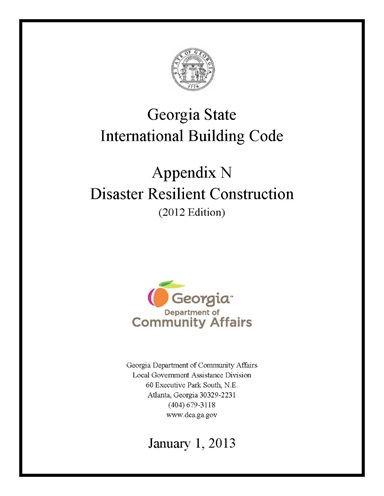 STATE OF GEORGIA
1776
Georgia State
International Building Code
Appendix N
Disaster Resilient Construction
(2012 Edition)
Georgia™
Department of
Community Affairs
Georgia Department of Community Affairs
Local Government Assistance Division
60 Executive Park South, N.E.
Atlanta, Georgia 30329-2231
(404) 679-3118
www.dca.ga.gov
January 1, 2013